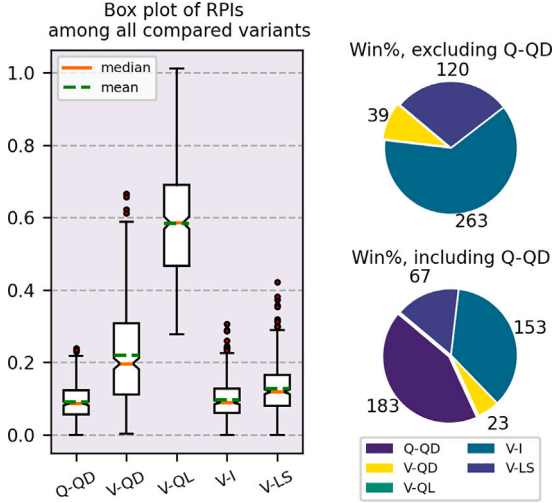 Box plot of RPIs
among all compared variants
median
mean
1.0
0.8
0.6
0.4
0.2
0.0
Q-QD
V-QD
V-QL
V-I
V-LS
Win%, excluding Q-QD
120
39
263
Win%, including Q-QD
67
153
183
23
Q-QD
V-QD
V-QL
V-I
V-LS